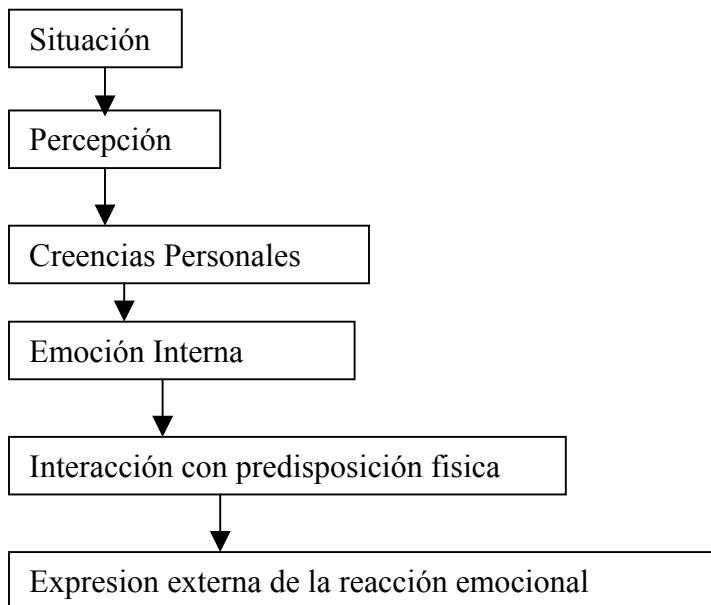 Situación
Percepción
Creencias Personales
Emoción Interna
Interacción con predisposición fisica
Expresion externa de la reacción emocional